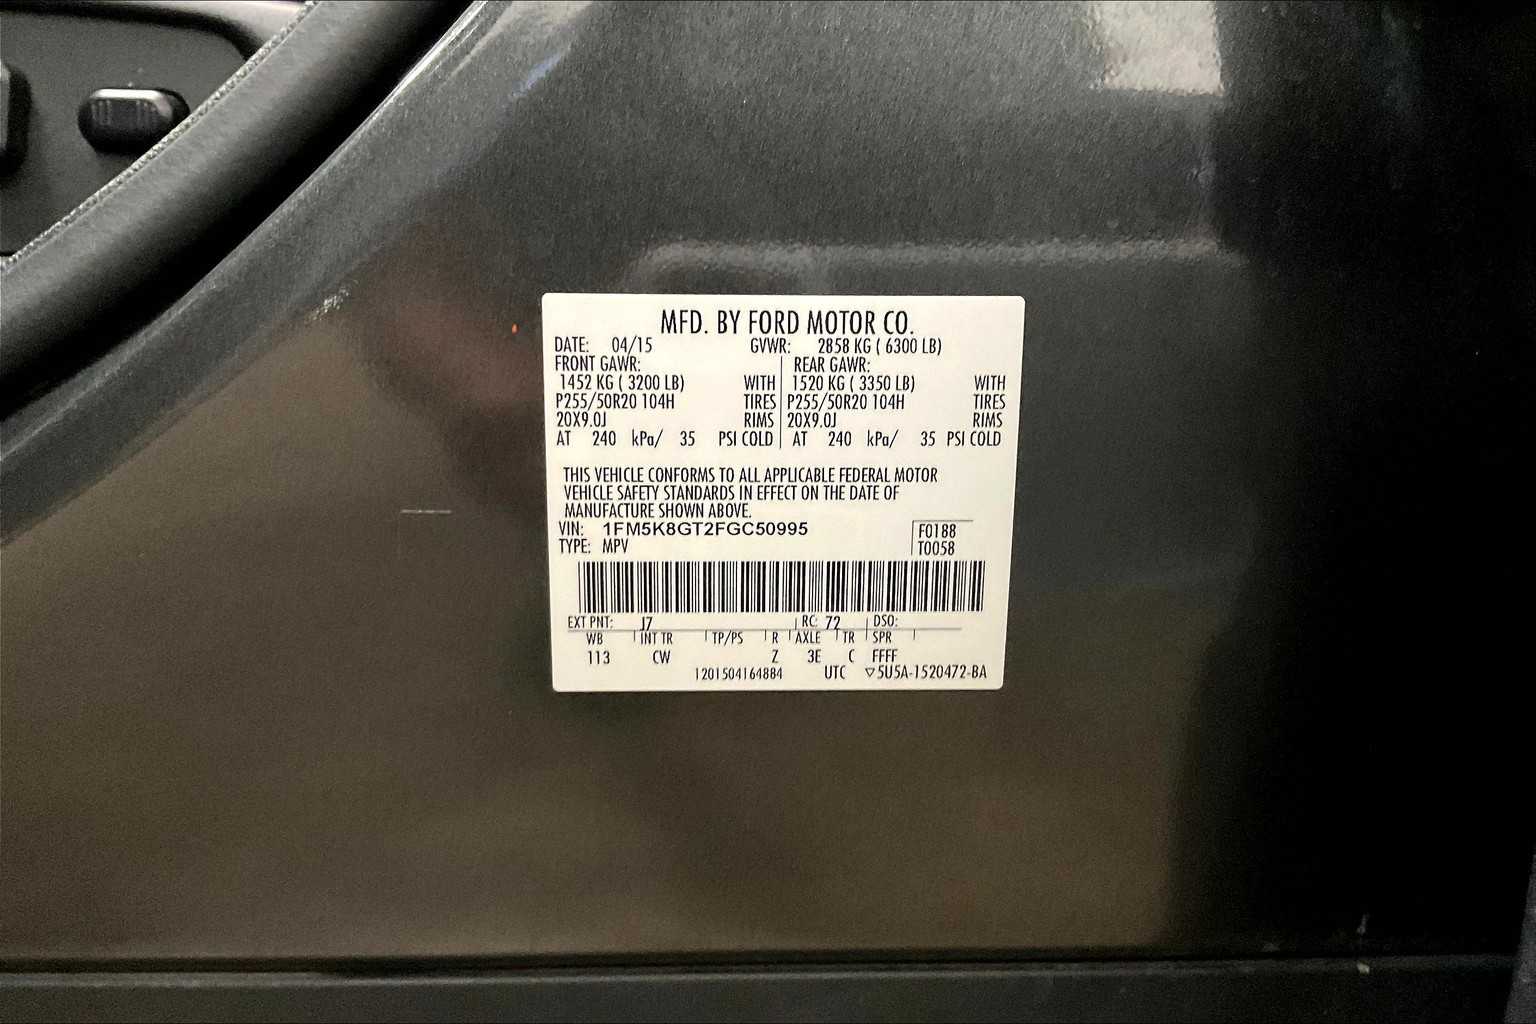 MFD. BY FORD MOTOR CO.
DATE: 04/15 GVWR: 2858 KG ( 6300 LB)
FRONT GAWR: REAR GAWR:
1452 KG ( 3200 LB) WITH 1520 KG ( 3350 LB) WITH
P255/50R20 104H TIRES P255/50R20 104H TIRES
20X9.0J RIMS 20X9.0J RIMS
AT 240 kPa/ 35 PSI COLD AT 240 kPa/ 35 PSI COLD
THIS VEHICLE CONFORMS TO ALL APPLICABLE FEDERAL MOTOR
VEHICLE SAFETY STANDARDS IN EFFECT ON THE DATE OF
MANUFACTURE SHOWN ABOVE.
VIN: 1FM5K8GT2FGC50995 F0188
TYPE: MPV T0058
EXT PNT: J7 RC: 72 DSO:
WB INT TR TP/PS R AXLE TR SPR
113 CW Z 3E C FFFF
1201504164884 UTC ▽5U5A-1520472-BA